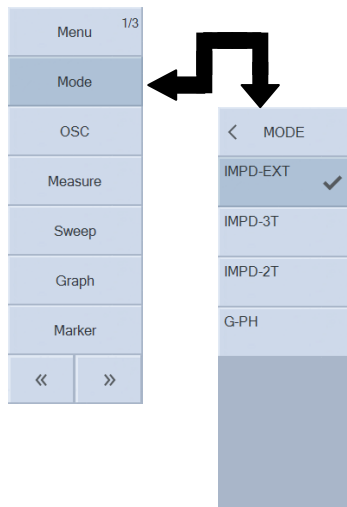 Menu 1/3
Mode
OSC
Measure
Sweep
Graph
Marker
« »
< MODE
IMPD-EXT
IMPD-3T
IMPD-2T
G-PH